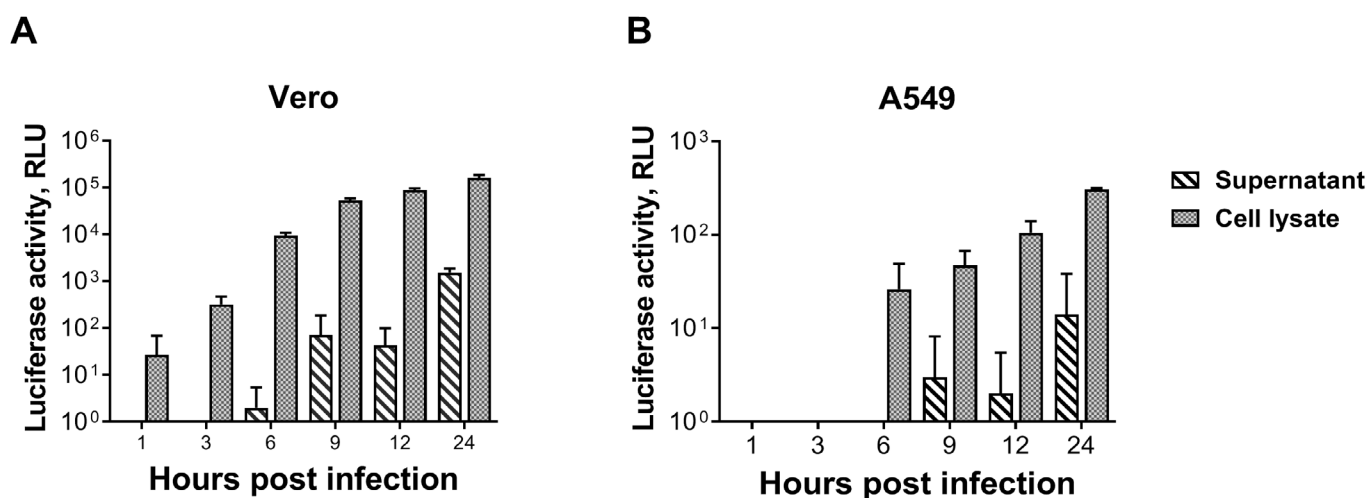 A
Vero
Luciferase activity, RLU
10⁶
10⁵
10⁴
10³
10²
10¹
10⁰
1 3 6 9 12 24
Hours post infection
B
A549
Luciferase activity, RLU
10³
10²
10¹
10⁰
1 3 6 9 12 24
Hours post infection
Supernatant
Cell lysate